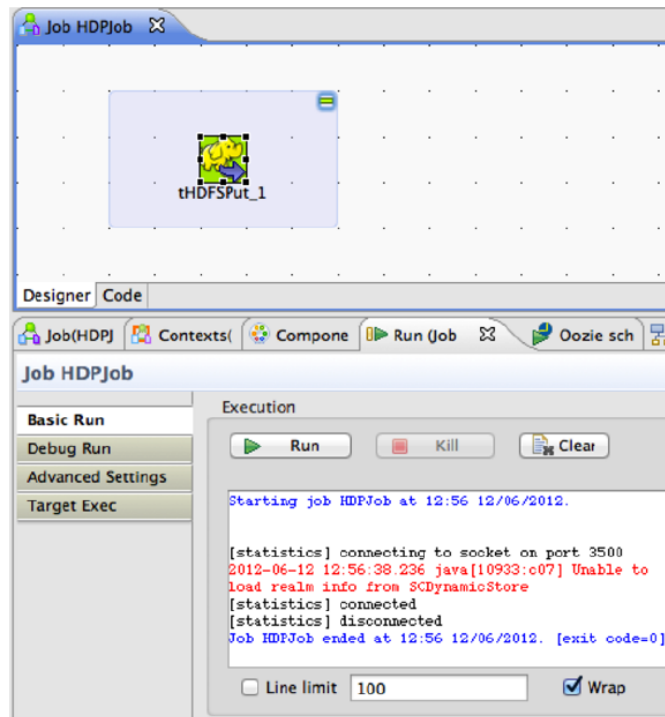 Job HDPJob
tHDFSPut_1
Designer Code
Job(HDPJ Contexts( Compone Run (Job Oozie sch
Job HDPJob
Basic Run
Debug Run
Advanced Settings
Target Exec
Execution
Run Kill Clear
Starting job HDPJob at 12:56 12/06/2012.
[statistics] connecting to socket on port 3500
2012-06-12 12:56:38.236 java[10933:c07] Unable to
load realm info from SCDynamicStore
[statistics] connected
[statistics] disconnected
Job HDPJob ended at 12:56 12/06/2012. [exit code=0]
Line limit 100 Wrap